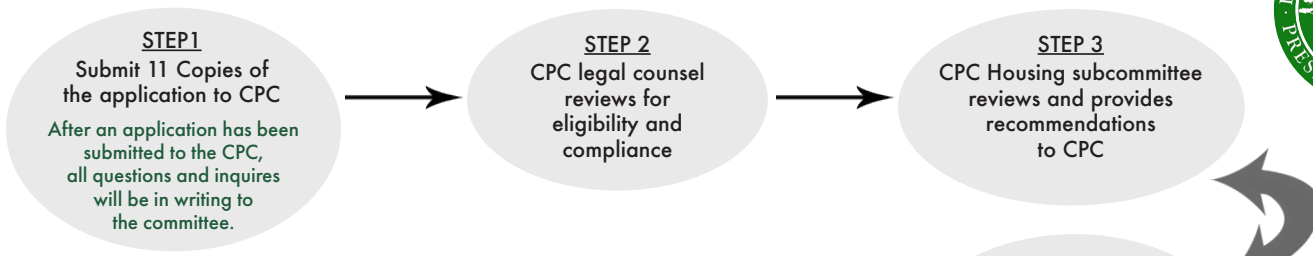 STEP1
Submit 11 Copies of
the application to CPC
After an application has been
submitted to the CPC,
all questions and inquires
will be in writing to
the committee.
STEP 2
CPC legal counsel
reviews for
eligibility and
compliance
STEP 3
CPC Housing subcommittee
reviews and provides
recommendations
to CPC